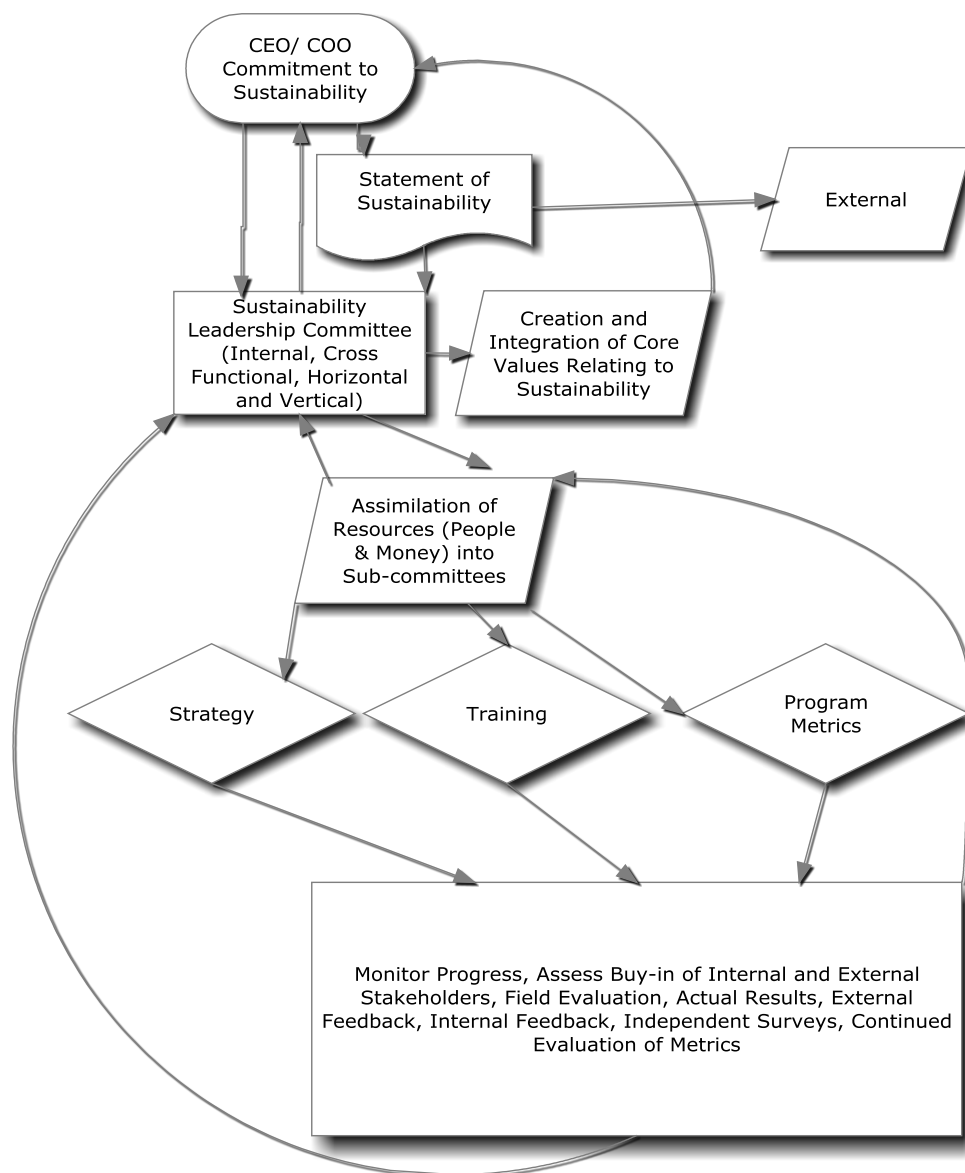 CEO/ COO
Commitment to
Sustainability
Statement of
Sustainability
External
Sustainability
Leadership Committee
(Internal, Cross
Functional, Horizontal
and Vertical)
Creation and
Integration of Core
Values Relating to
Sustainability
Assimilation of
Resources (People
& Money) into
Sub-committees
Strategy
Training
Program
Metrics
Monitor Progress, Assess Buy-in of Internal and External
Stakeholders, Field Evaluation, Actual Results, External
Feedback, Internal Feedback, Independent Surveys, Continued
Evaluation of Metrics